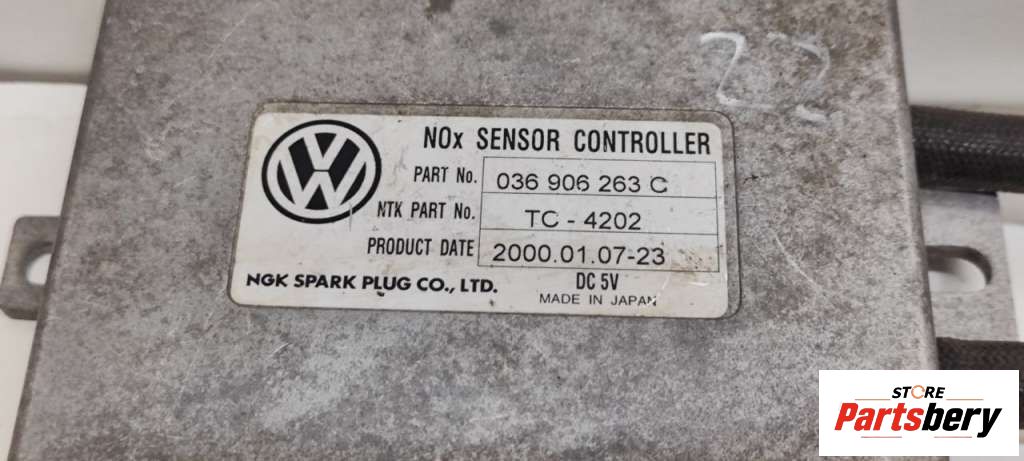 22
NOx SENSOR CONTROLLER
PART No. 036 906 263 C
NTK PART No. TC - 4202
PRODUCT DATE 2000.01.07-23
NGK SPARK PLUG CO., LTD. DC 5V
MADE IN JAPAN
STORE
Partsbery